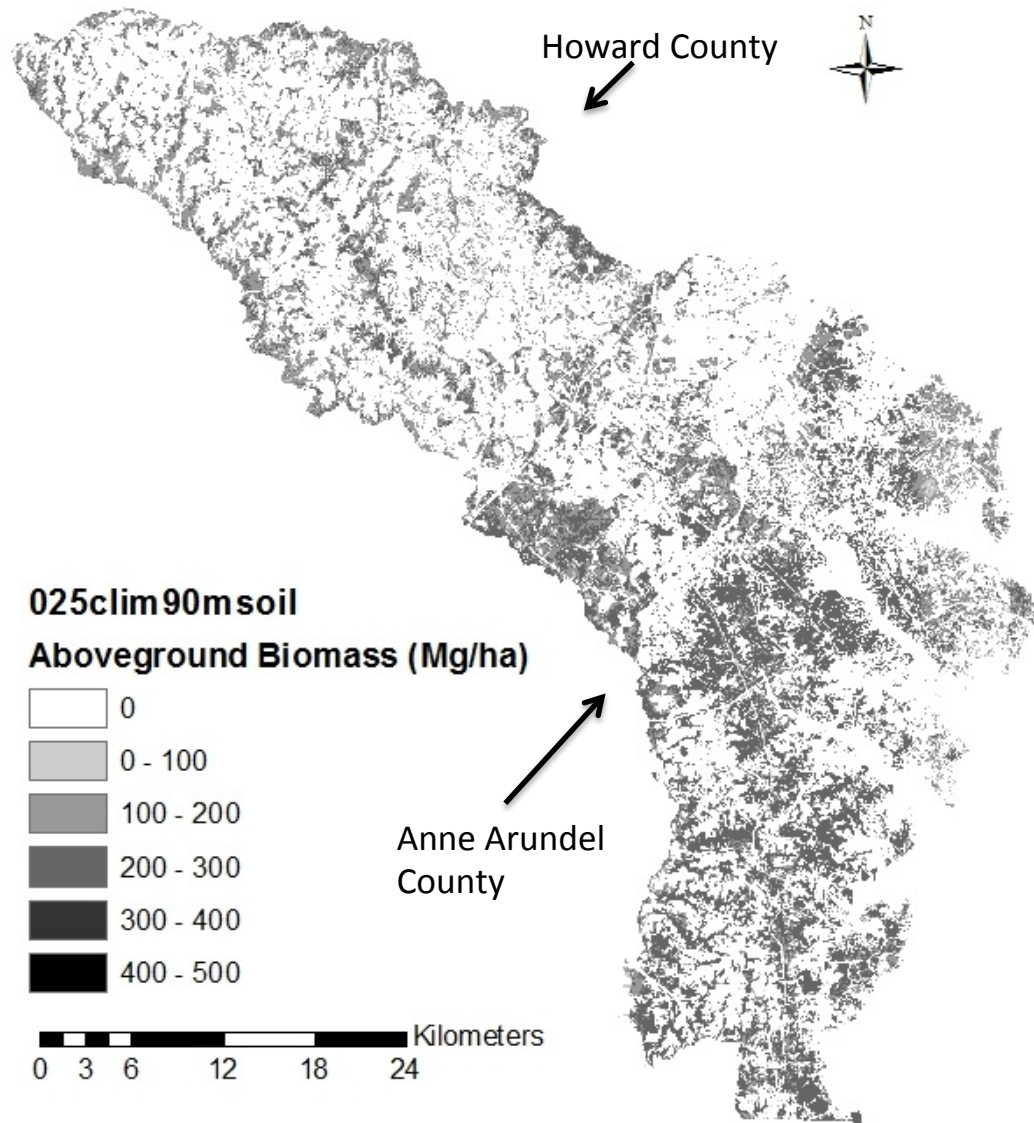 N
Howard County
Anne Arundel
County
025clim90msoil
Aboveground Biomass (Mg/ha)
0
0 - 100
100 - 200
200 - 300
300 - 400
400 - 500
Kilometers
0 3 6 12 18 24